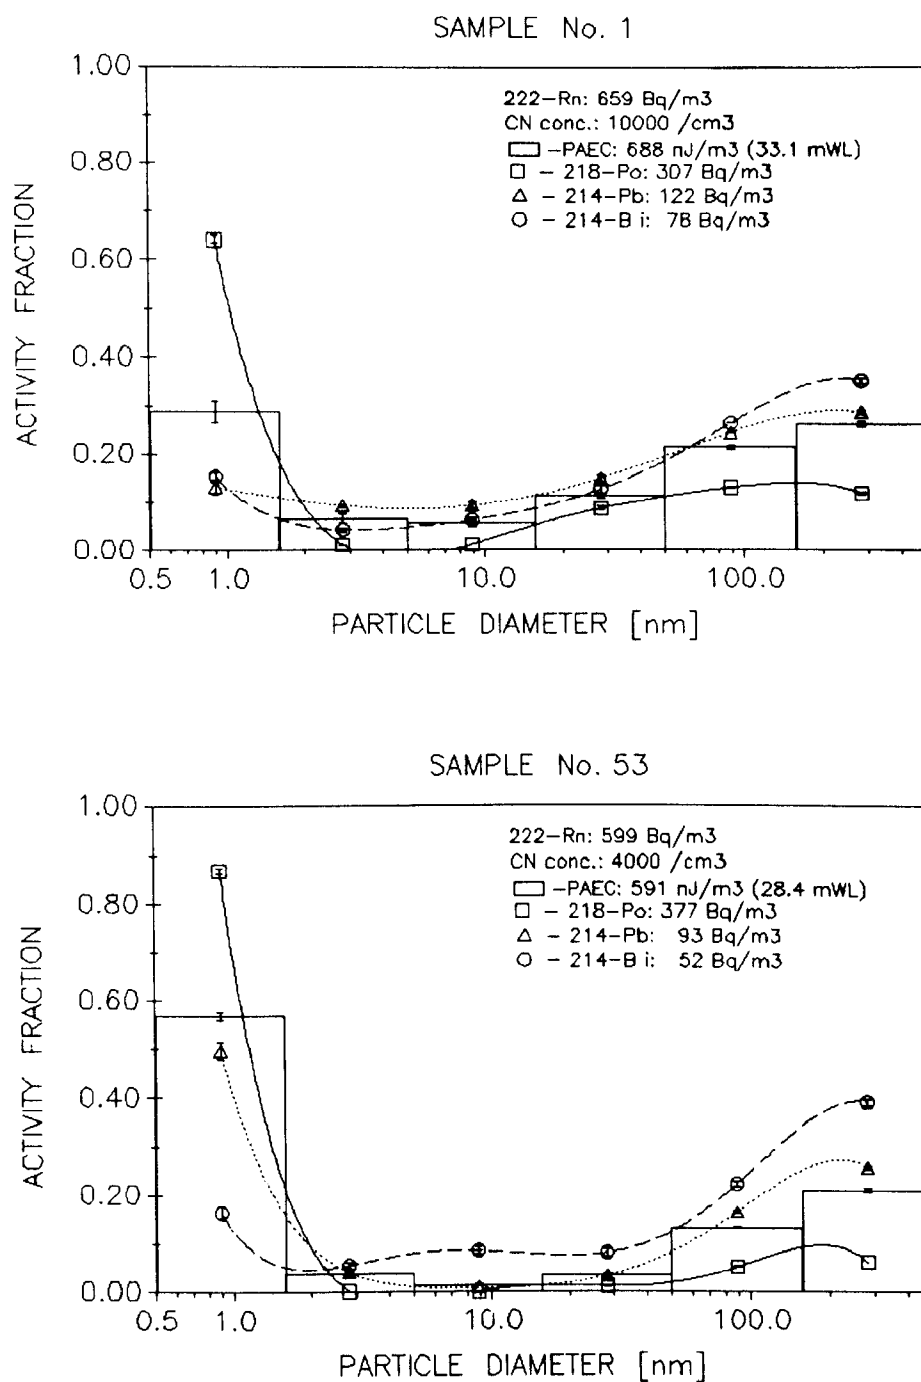 SAMPLE No. 1
1.00
0.80
0.60
0.40
0.20
0.00
ACTIVITY FRACTION
222-Rn: 659 Bq/m3
CN conc.: 10000 /cm3
-PAEC: 688 nJ/m3 (33.1 mWL)
□ - 218-Po: 307 Bq/m3
△ - 214-Pb: 122 Bq/m3
○ - 214-Bi: 78 Bq/m3
0.5 1.0 10.0 100.0
PARTICLE DIAMETER [nm]
SAMPLE No. 53
1.00
0.80
0.60
0.40
0.20
0.00
ACTIVITY FRACTION
222-Rn: 599 Bq/m3
CN conc.: 4000 /cm3
-PAEC: 591 nJ/m3 (28.4 mWL)
□ - 218-Po: 377 Bq/m3
△ - 214-Pb: 93 Bq/m3
○ - 214-Bi: 52 Bq/m3
0.5 1.0 10.0 100.0
PARTICLE DIAMETER [nm]